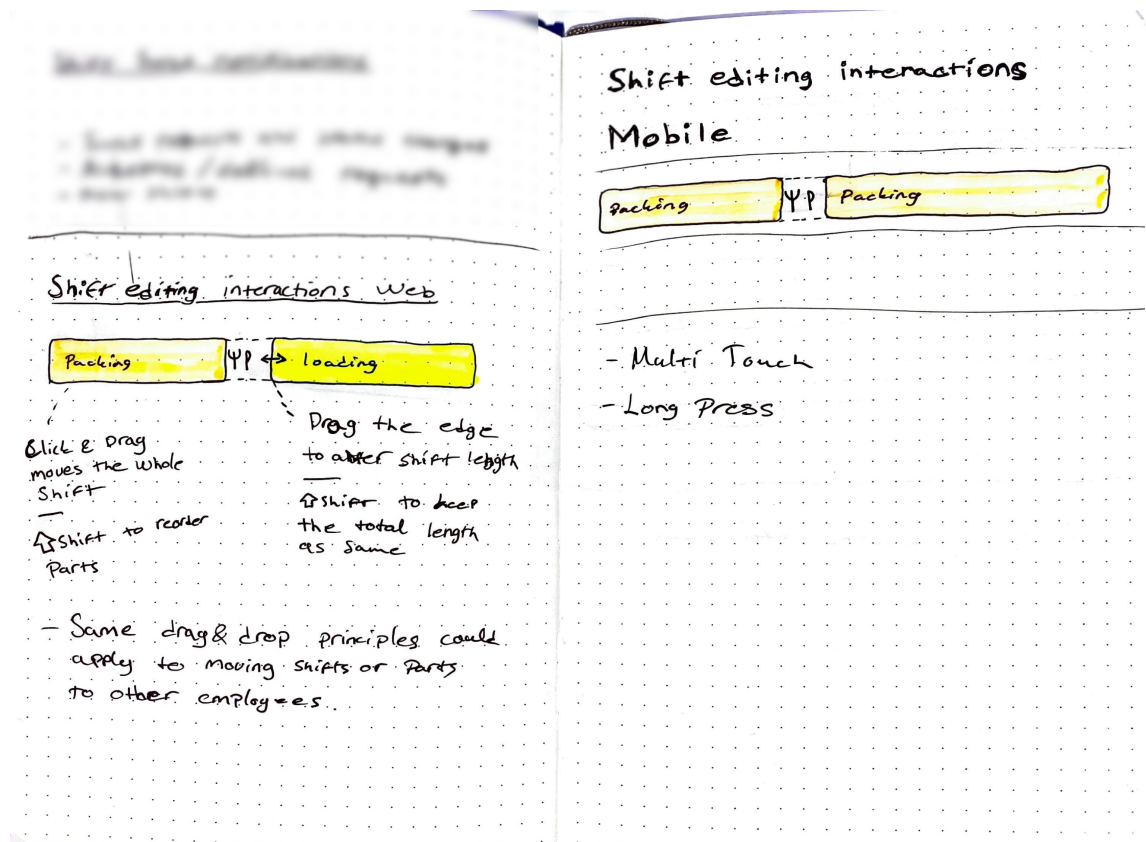 Shift editing interactions Web
Packing ΨP ↔ loading
Click & Drag
moves the whole
Shift
—
⇧Shift to reorder
Parts
Drag the edge
to alter shift length
—
⇧Shift to keep
the total length
as same
- Same drag & drop principles could
apply to moving shifts or Parts
to other employees.
Shift editing interactions
Mobile
Packing ΨP Packing
- Multi Touch
- Long Press